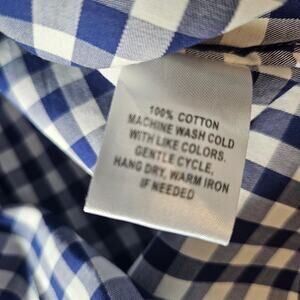 100% COTTON
MACHINE WASH COLD
WITH LIKE COLORS.
GENTLE CYCLE,
HANG DRY, WARM IRON
IF NEEDED